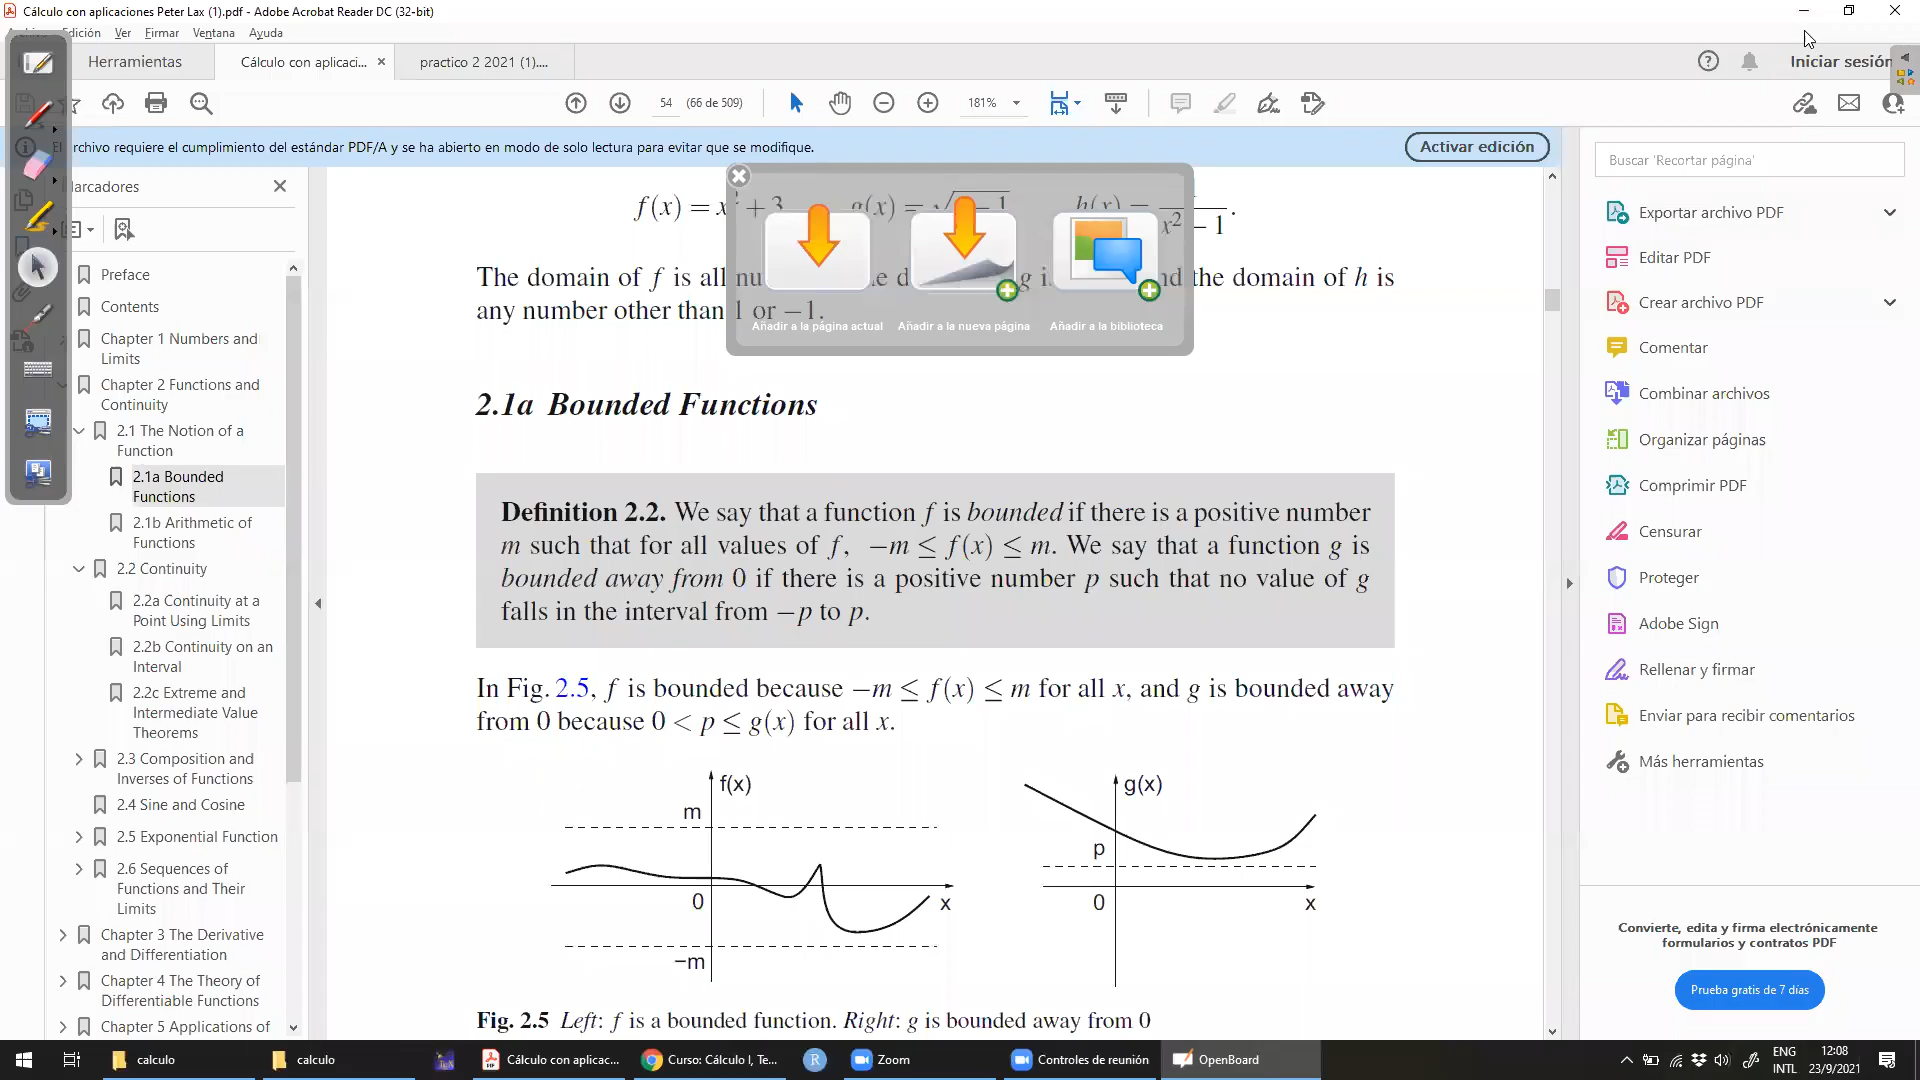 Cálculo con aplicaciones Peter Lax (1).pdf - Adobe Acrobat Reader DC (32-bit)
Edición Ver Firmar Ventana Ayuda
Herramientas
Cálculo con aplicaci... ×
practico 2 2021 (1)....
Iniciar sesión
54 (66 de 509)
181%
archivo requiere el cumplimiento del estándar PDF/A y se ha abierto en modo de solo lectura para evitar que se modifique.
Activar edición
Preface
Contents
Chapter 1 Numbers and
Limits
Chapter 2 Functions and
Continuity
2.1 The Notion of a
Function
2.1a Bounded
Functions
2.1b Arithmetic of
Functions
2.2 Continuity
2.2a Continuity at a
Point Using Limits
2.2b Continuity on an
Interval
2.2c Extreme and
Intermediate Value
Theorems
2.3 Composition and
Inverses of Functions
2.4 Sine and Cosine
2.5 Exponential Function
2.6 Sequences of
Functions and Their
Limits
Chapter 3 The Derivative
and Differentiation
Chapter 4 The Theory of
Differentiable Functions
Chapter 5 Applications of
f(x) = x + 3 g(x) = √ − 1 h(x) = x² − 1 .
The domain of f is all and the domain of h is
any number other than 1 or −1.
Añadir a la página actual
Añadir a la nueva página
Añadir a la biblioteca
2.1a Bounded Functions
Definition 2.2. We say that a function f is bounded if there is a positive number
m such that for all values of f, −m ≤ f(x) ≤ m. We say that a function g is
bounded away from 0 if there is a positive number p such that no value of g
falls in the interval from −p to p.
In Fig. 2.5, f is bounded because −m ≤ f(x) ≤ m for all x, and g is bounded away
from 0 because 0 < p ≤ g(x) for all x.
f(x)
m
0
x
−m
g(x)
p
0
x
Fig. 2.5 Left: f is a bounded function. Right: g is bounded away from 0
Buscar 'Recortar página'
Exportar archivo PDF
Editar PDF
Crear archivo PDF
Comentar
Combinar archivos
Organizar páginas
Comprimir PDF
Censurar
Proteger
Adobe Sign
Rellenar y firmar
Enviar para recibir comentarios
Más herramientas
Convierte, edita y firma electrónicamente
formularios y contratos PDF
Prueba gratis de 7 días
calculo
calculo
Cálculo con aplicac...
Curso: Cálculo I, Te...
R
Zoom
Controles de reunión
OpenBoard
ENG
INTL
12:08
23/9/2021